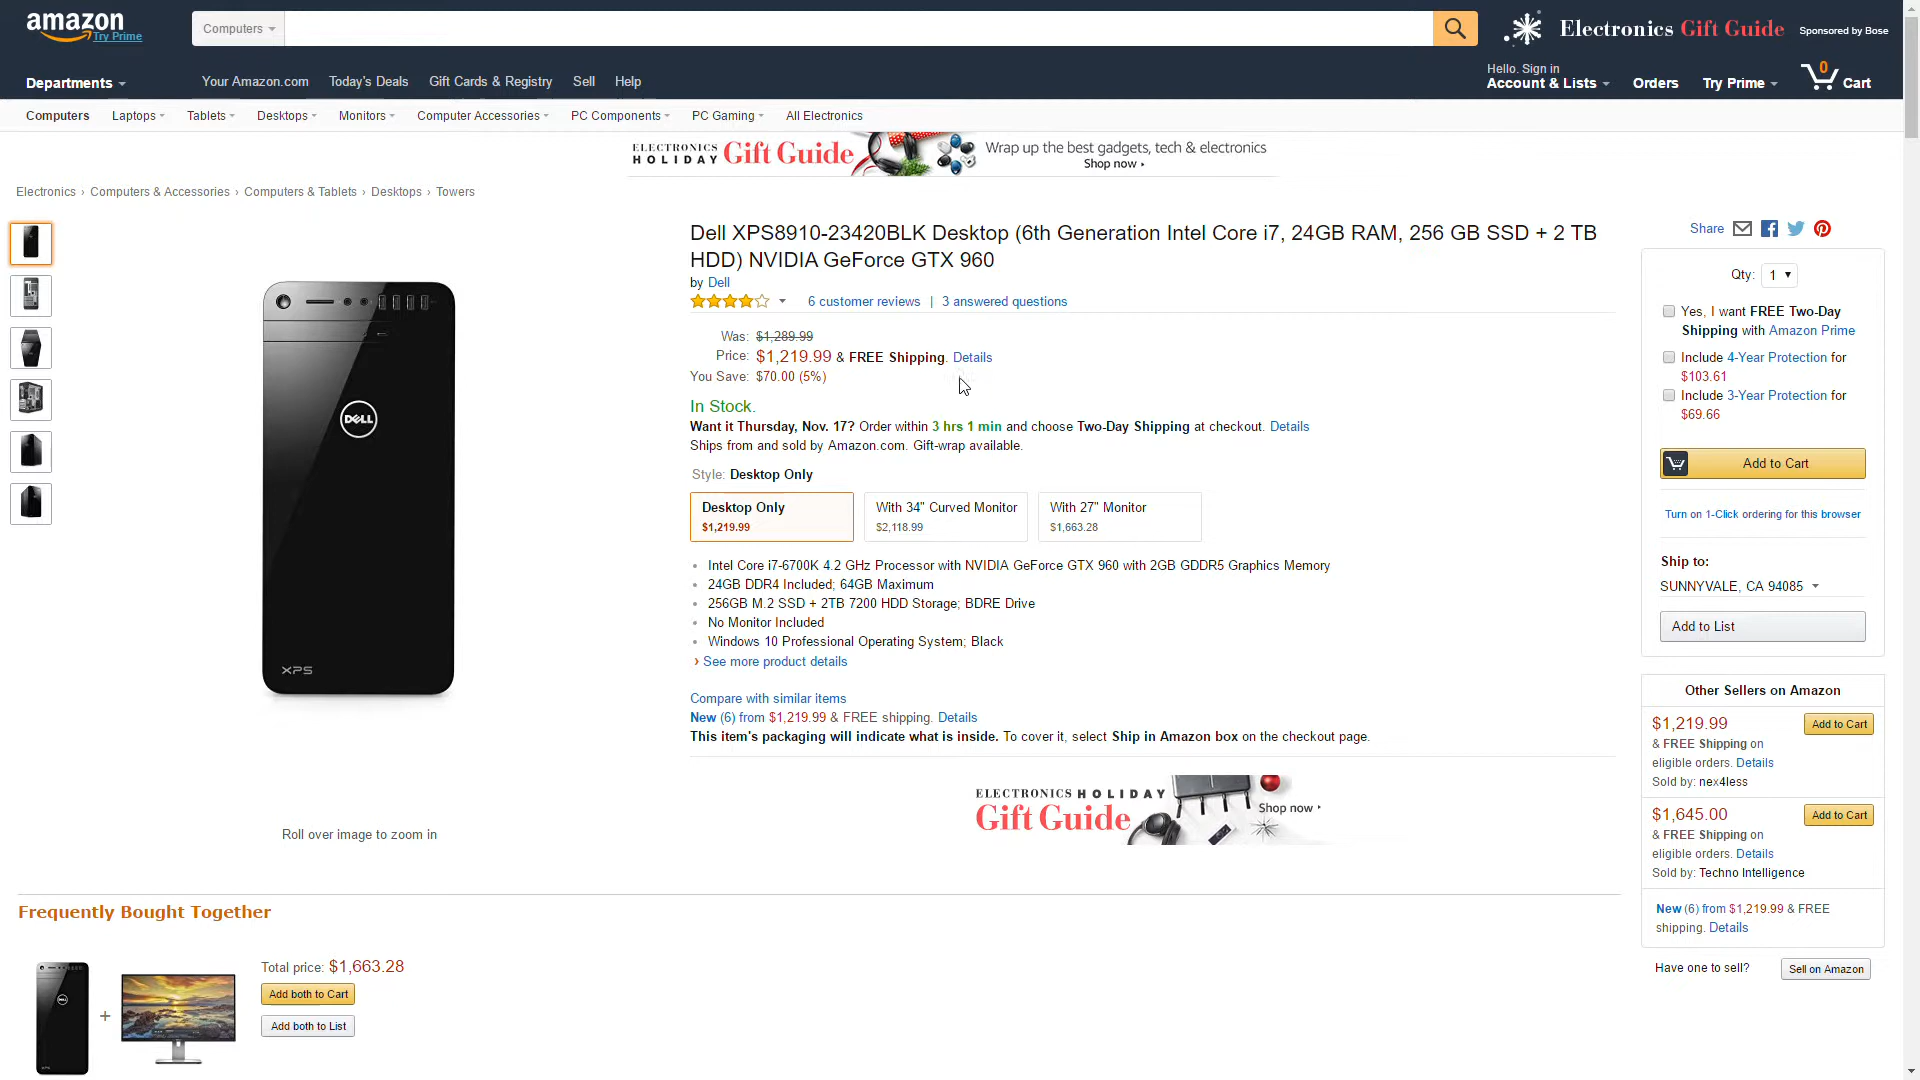 amazon
Try Prime
Computers
Electronics Gift Guide
Sponsored by Bose
Departments
Your Amazon.com
Today's Deals
Gift Cards & Registry
Sell
Help
Hello. Sign in
Account & Lists
Orders
Try Prime
0
Cart
Computers
Laptops
Tablets
Desktops
Monitors
Computer Accessories
PC Components
PC Gaming
All Electronics
ELECTRONICS
HOLIDAY Gift Guide
Wrap up the best gadgets, tech & electronics
Shop now
Electronics › Computers & Accessories › Computers & Tablets › Desktops › Towers
Dell XPS8910-23420BLK Desktop (6th Generation Intel Core i7, 24GB RAM, 256 GB SSD + 2 TB
HDD) NVIDIA GeForce GTX 960
by Dell
6 customer reviews | 3 answered questions
Was: $1,289.99
Price: $1,219.99 & FREE Shipping. Details
You Save: $70.00 (5%)
In Stock.
Want it Thursday, Nov. 17? Order within 3 hrs 1 min and choose Two-Day Shipping at checkout. Details
Ships from and sold by Amazon.com. Gift-wrap available.
Style: Desktop Only
Desktop Only
$1,219.99
With 34" Curved Monitor
$2,118.99
With 27" Monitor
$1,663.28
• Intel Core i7-6700K 4.2 GHz Processor with NVIDIA GeForce GTX 960 with 2GB GDDR5 Graphics Memory
• 24GB DDR4 Included; 64GB Maximum
• 256GB M.2 SSD + 2TB 7200 HDD Storage; BDRE Drive
• No Monitor Included
• Windows 10 Professional Operating System; Black
› See more product details
Compare with similar items
New (6) from $1,219.99 & FREE shipping. Details
This item's packaging will indicate what is inside. To cover it, select Ship in Amazon box on the checkout page.
ELECTRONICS HOLIDAY
Gift Guide
Shop now
DELL
XPS
Roll over image to zoom in
Share
Qty: 1
Yes, I want FREE Two-Day
Shipping with Amazon Prime
Include 4-Year Protection for
$103.61
Include 3-Year Protection for
$69.66
Add to Cart
Turn on 1-Click ordering for this browser
Ship to:
SUNNYVALE, CA 94085
Add to List
Other Sellers on Amazon
$1,219.99
Add to Cart
& FREE Shipping on
eligible orders. Details
Sold by: nex4less
$1,645.00
Add to Cart
& FREE Shipping on
eligible orders. Details
Sold by: Techno Intelligence
New (6) from $1,219.99 & FREE
shipping. Details
Have one to sell?
Sell on Amazon
Frequently Bought Together
+
Total price: $1,663.28
Add both to Cart
Add both to List